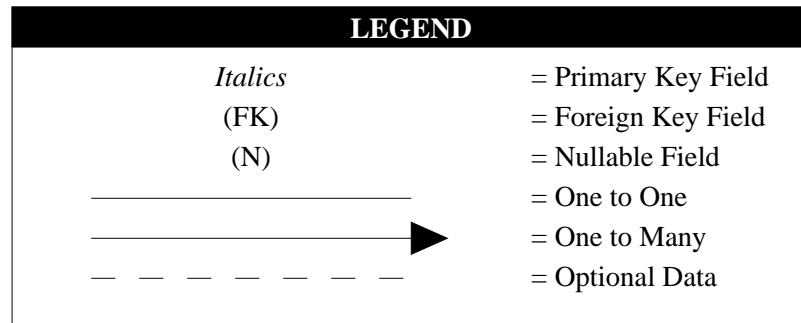 LEGEND
Italics = Primary Key Field
(FK) = Foreign Key Field
(N) = Nullable Field
= One to One
= One to Many
= Optional Data